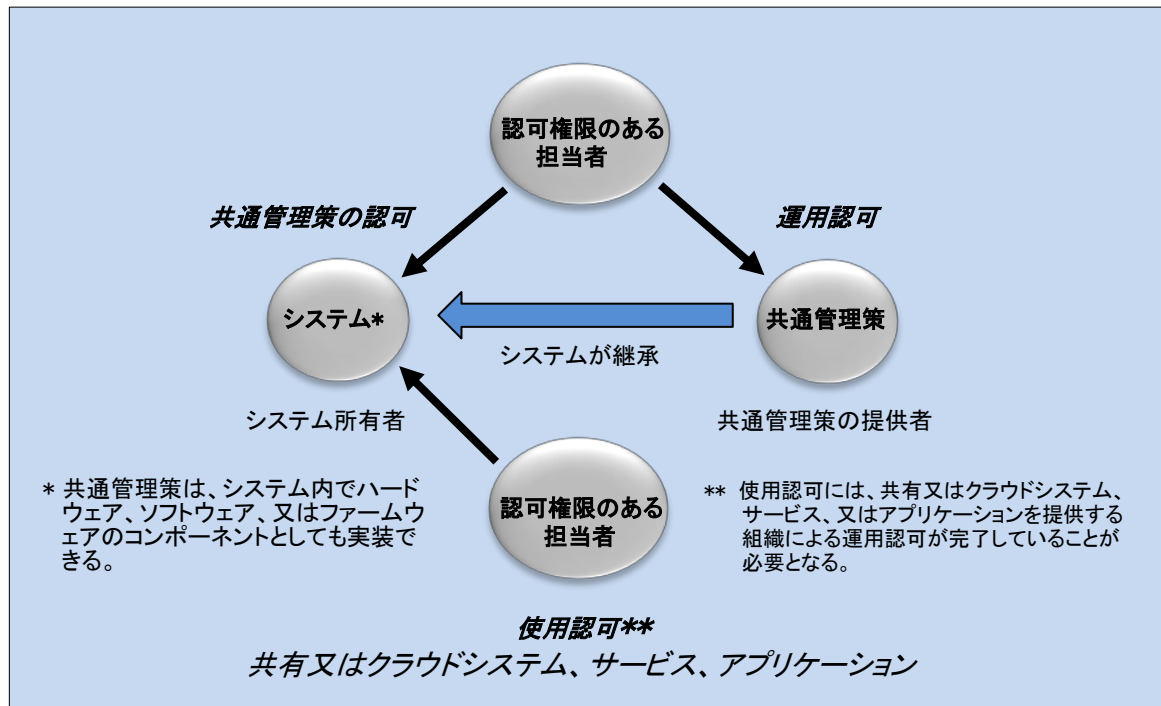 認可権限のある
担当者
共通管理策の認可
運用認可
システム*
共通管理策
システムが継承
システム所有者
共通管理策の提供者
* 共通管理策は、システム内でハード
ウェア、ソフトウェア、又はファームウ
ェアのコンポーネントとしても実装で
きる。
認可権限のある
担当者
** 使用認可には、共有又はクラウドシステム、
サービス、又はアプリケーションを提供する
組織による運用認可が完了していることが
必要となる。
使用認可**
共有又はクラウドシステム、サービス、アプリケーション